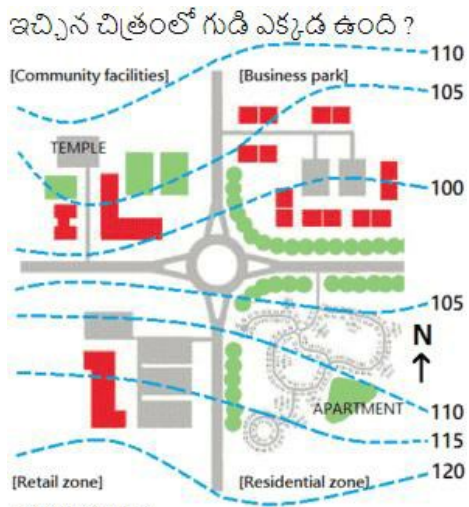 ఇచ్చిన చిత్రంలో గుడి ఎక్కడ ఉంది ?
110
[Community facilities] [Business park]
105
TEMPLE
100
105
N
APARTMENT
110
115
120
[Retail zone] [Residential zone]